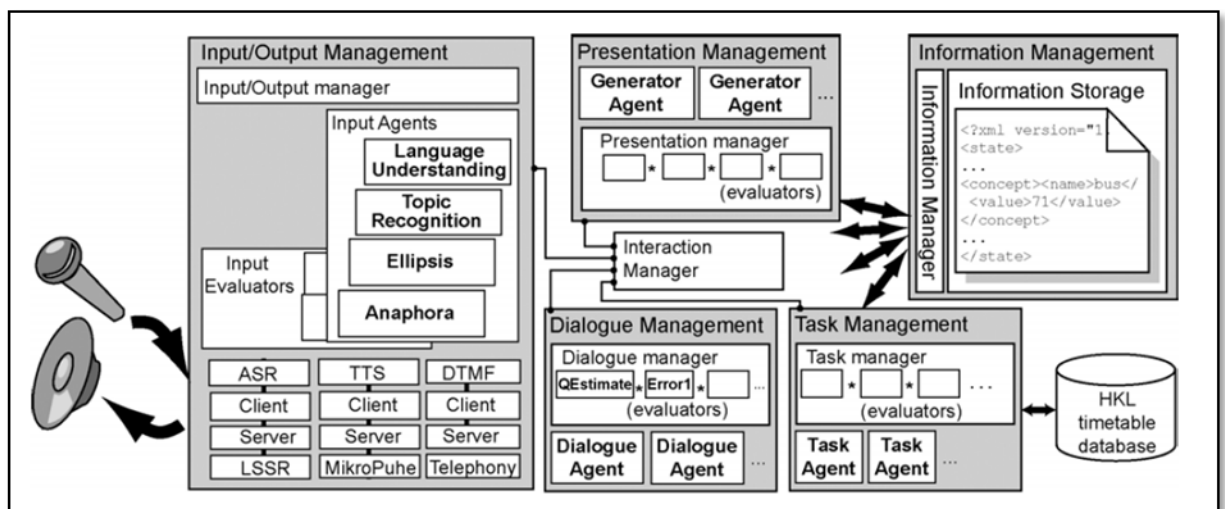 Input/Output Management
Input/Output manager
Input Agents
Language
Understanding
Topic
Recognition
Ellipsis
Anaphora
Input
Evaluators
ASR
TTS
DTMF
Client
Client
Client
Server
Server
Server
LSSR
MikroPuhe
Telephony
Presentation Management
Generator
Agent
Generator
Agent
...
Presentation manager
* * *
(evaluators)
Interaction
Manager
Dialogue Management
Dialogue manager
QEstimate * Error1 * ...
(evaluators)
Dialogue
Agent
Dialogue
Agent
...
Task Management
Task manager
* * ...
(evaluators)
Task
Agent
Task
Agent
...
Information Management
Information Manager
Information Storage
<?xml version="1.
<state>
...
<concept><name>bus</
<value>71</value>
</concept>
...
</state>
HKL
timetable
database